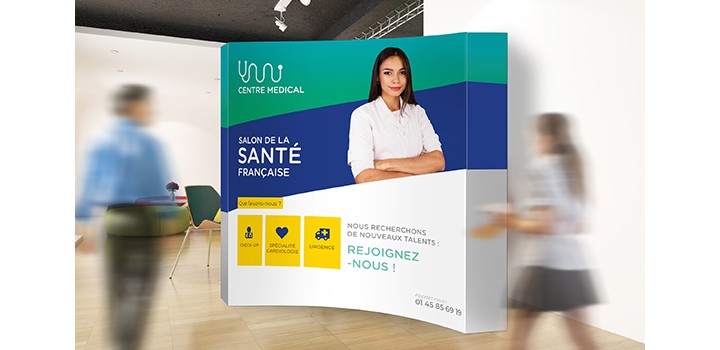 CENTRE MEDICAL
SALON DE LA
SANTÉ
FRANÇAISE
Que faisons-nous ?
CHECK-UP
SPÉCIALITÉ
CARDIOLOGIE
URGENCE
NOUS RECHERCHONS
DE NOUVEAUX TALENTS :
REJOIGNEZ
-NOUS !
01 45 85 69 19